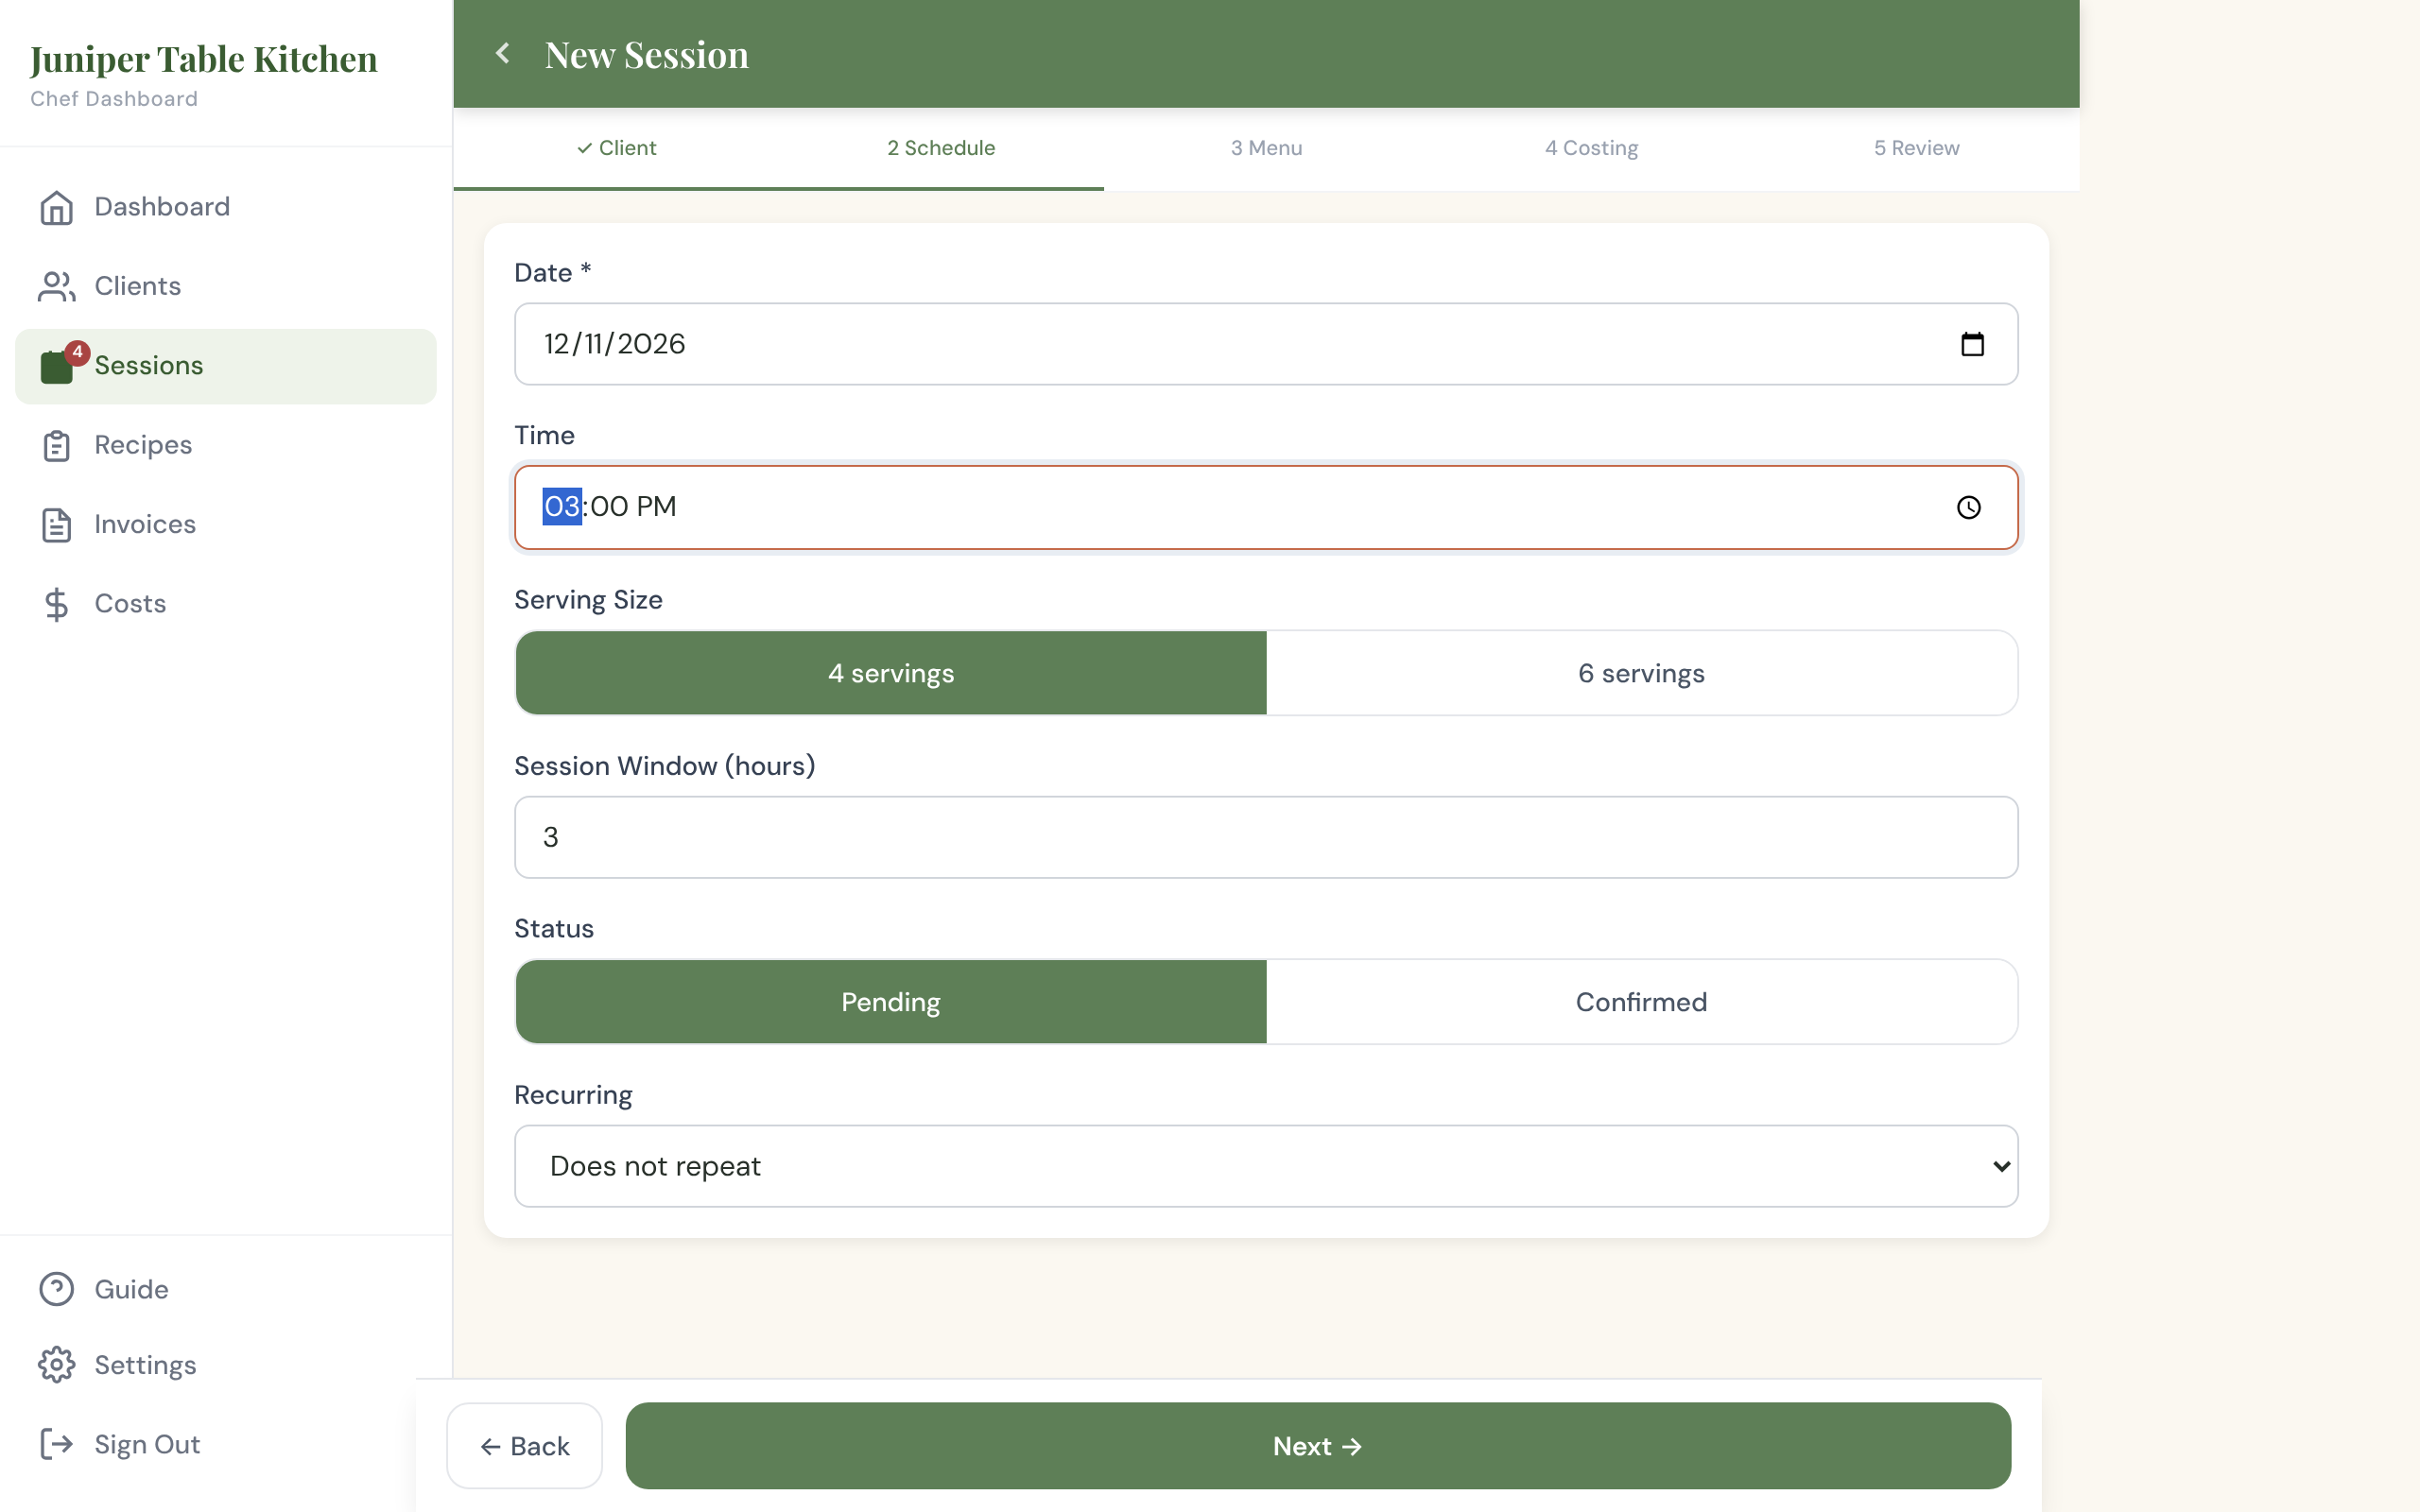 Juniper Table Kitchen
Chef Dashboard
Dashboard
Clients
4
Sessions
Recipes
Invoices
Costs
Guide
Settings
Sign Out
New Session
✓ Client
2 Schedule
3 Menu
4 Costing
5 Review
Date *
12/11/2026
Time
03:00 PM
Serving Size
4 servings
6 servings
Session Window (hours)
3
Status
Pending
Confirmed
Recurring
Does not repeat
← Back
Next →